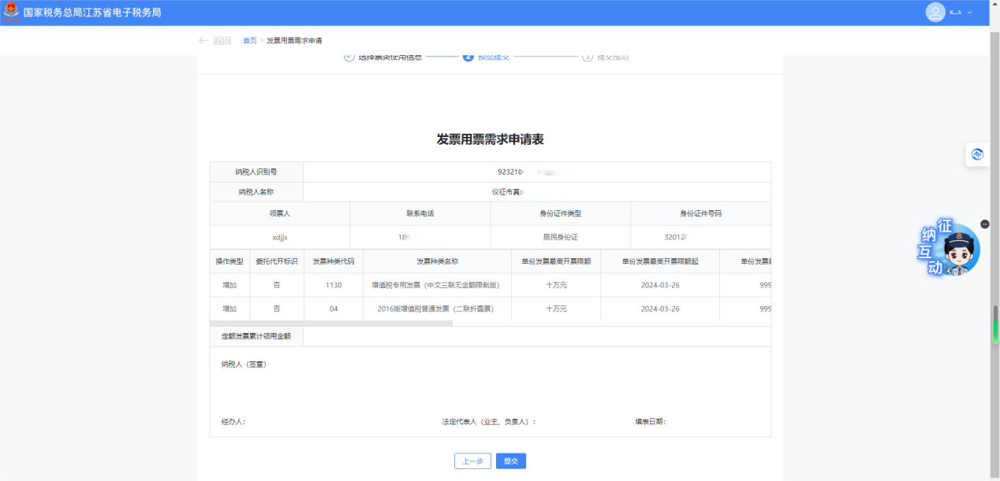 国家税务总局江苏省电子税务局
x...s
返回 首页 > 发票用票需求申请
选择票类使用信息 2 预览提交 3 提交成功
发票用票需求申请表
纳税人识别号 923210
纳税人名称 仪征市真
领票人 联系电话 身份证件类型 身份证件号码
xdjjs 18 居民身份证 32012
操作类型 委托代开标识 发票种类代码 发票种类名称 单份发票最高开票限额 单份发票最高开票限额起 单份发票
增加 否 1130 增值税专用发票（中文三联无金额限制版） 十万元 2024-03-26 999
增加 否 04 2016版增值税普通发票（二联折叠票） 十万元 2024-03-26 999
定额发票累计领用金额
纳税人（签章）
经办人： 法定代表人（业主、负责人）： 填表日期：
上一步 提交
征纳互动